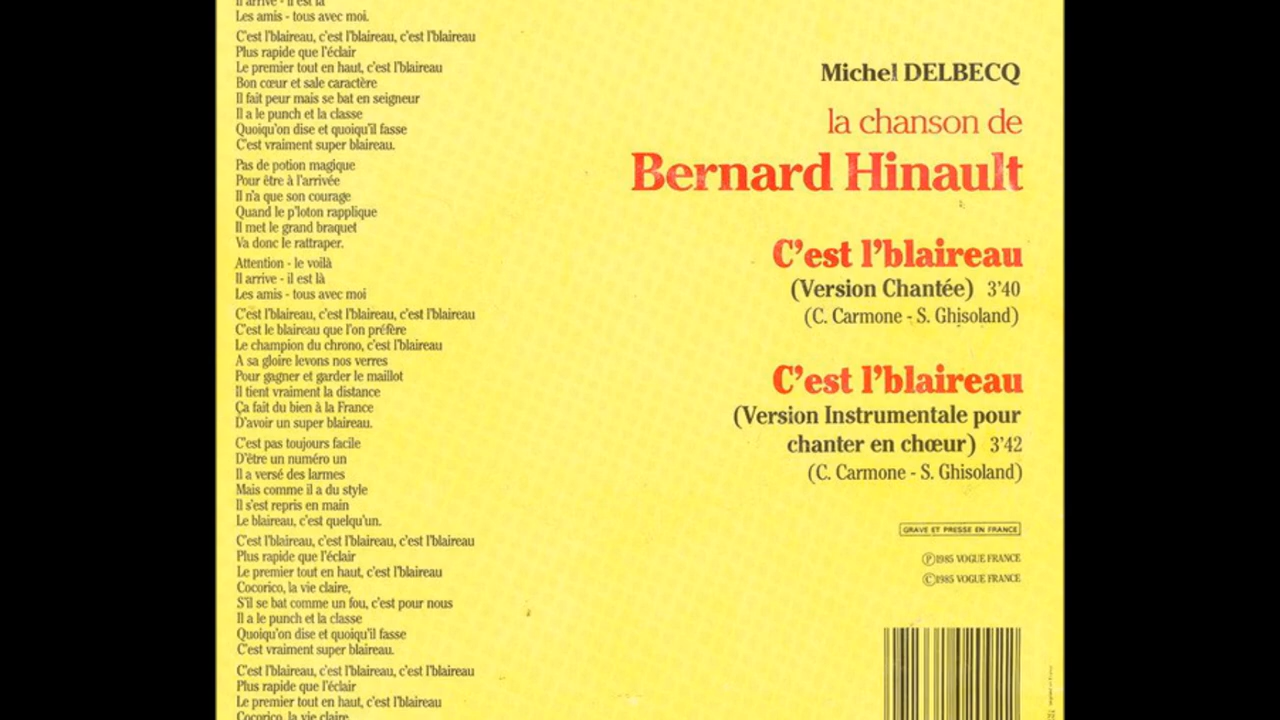 Il arrive - il est là
Les amis - tous avec moi.
C'est l'blaireau, c'est l'blaireau, c'est l'blaireau
Plus rapide que l'éclair
Le premier tout en haut, c'est l'blaireau
Bon cœur et sale caractère
Il fait peur mais se bat en seigneur
Il a le punch et la classe
Quoiqu'on dise et quoiqu'il fasse
C'est vraiment super blaireau.
Pas de potion magique
Pour être à l'arrivée
Il n'a que son courage
Quand le p'loton rapplique
Il met le grand braquet
Va donc le rattraper.
Attention - le voilà
Il arrive - il est là
Les amis - tous avec moi
C'est l'blaireau, c'est l'blaireau, c'est l'blaireau
C'est le blaireau que l'on préfère
Le champion du chrono, c'est l'blaireau
A sa gloire levons nos verres
Pour gagner et garder le maillot
Il tient vraiment la distance
Ça fait du bien à la France
D'avoir un super blaireau.
C'est pas toujours facile
D'être un numéro un
Il a versé des larmes
Mais comme il a du style
Il s'est repris en main
Le blaireau, c'est quelqu'un.
C'est l'blaireau, c'est l'blaireau, c'est l'blaireau
Plus rapide que l'éclair
Le premier tout en haut, c'est l'blaireau
Cocorico, la vie claire,
S'il se bat comme un fou, c'est pour nous
Il a le punch et la classe
Quoiqu'on dise et quoiqu'il fasse
C'est vraiment super blaireau.
C'est l'blaireau, c'est l'blaireau, c'est l'blaireau
Plus rapide que l'éclair
Le premier tout en haut, c'est l'blaireau
Cocorico, la vie claire
Michel DELBECQ
la chanson de
Bernard Hinault
C'est l'blaireau
(Version Chantée) 3'40
(C. Carmone - S. Ghisoland)
C'est l'blaireau
(Version Instrumentale pour
chanter en chœur) 3'42
(C. Carmone - S. Ghisoland)
GRAVE ET PRESSE EN FRANCE
Ⓟ1985 VOGUE FRANCE
©1985 VOGUE FRANCE